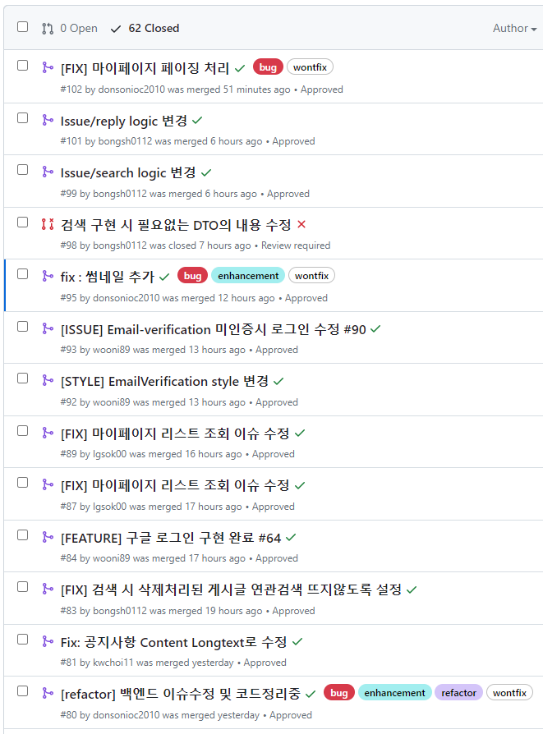 0 Open 62 Closed Author
[FIX] 마이페이지 페이징 처리 bug wontfix
#102 by donsonioc2010 was merged 51 minutes ago • Approved
Issue/reply logic 변경
#101 by bongsh0112 was merged 6 hours ago • Approved
Issue/search logic 변경
#99 by bongsh0112 was merged 6 hours ago • Approved
검색 구현 시 필요없는 DTO의 내용 수정
#98 by bongsh0112 was closed 7 hours ago • Review required
fix : 썸네일 추가 bug enhancement wontfix
#95 by donsonioc2010 was merged 12 hours ago • Approved
[ISSUE] Email-verification 미인증시 로그인 수정 #90
#93 by wooni89 was merged 13 hours ago • Approved
[STYLE] EmailVerification style 변경
#92 by wooni89 was merged 13 hours ago • Approved
[FIX] 마이페이지 리스트 조회 이슈 수정
#89 by lgsok00 was merged 16 hours ago • Approved
[FIX] 마이페이지 리스트 조회 이슈 수정
#87 by lgsok00 was merged 17 hours ago • Approved
[FEATURE] 구글 로그인 구현 완료 #64
#84 by wooni89 was merged 17 hours ago • Approved
[FIX] 검색 시 삭제처리된 게시글 연관검색 뜨지않도록 설정
#83 by bongsh0112 was merged 19 hours ago • Approved
Fix: 공지사항 Content Longtext로 수정
#81 by kwchoi11 was merged yesterday • Approved
[refactor] 백엔드 이슈수정 및 코드정리중 bug enhancement refactor wontfix
#80 by donsonioc2010 was merged yesterday • Approved